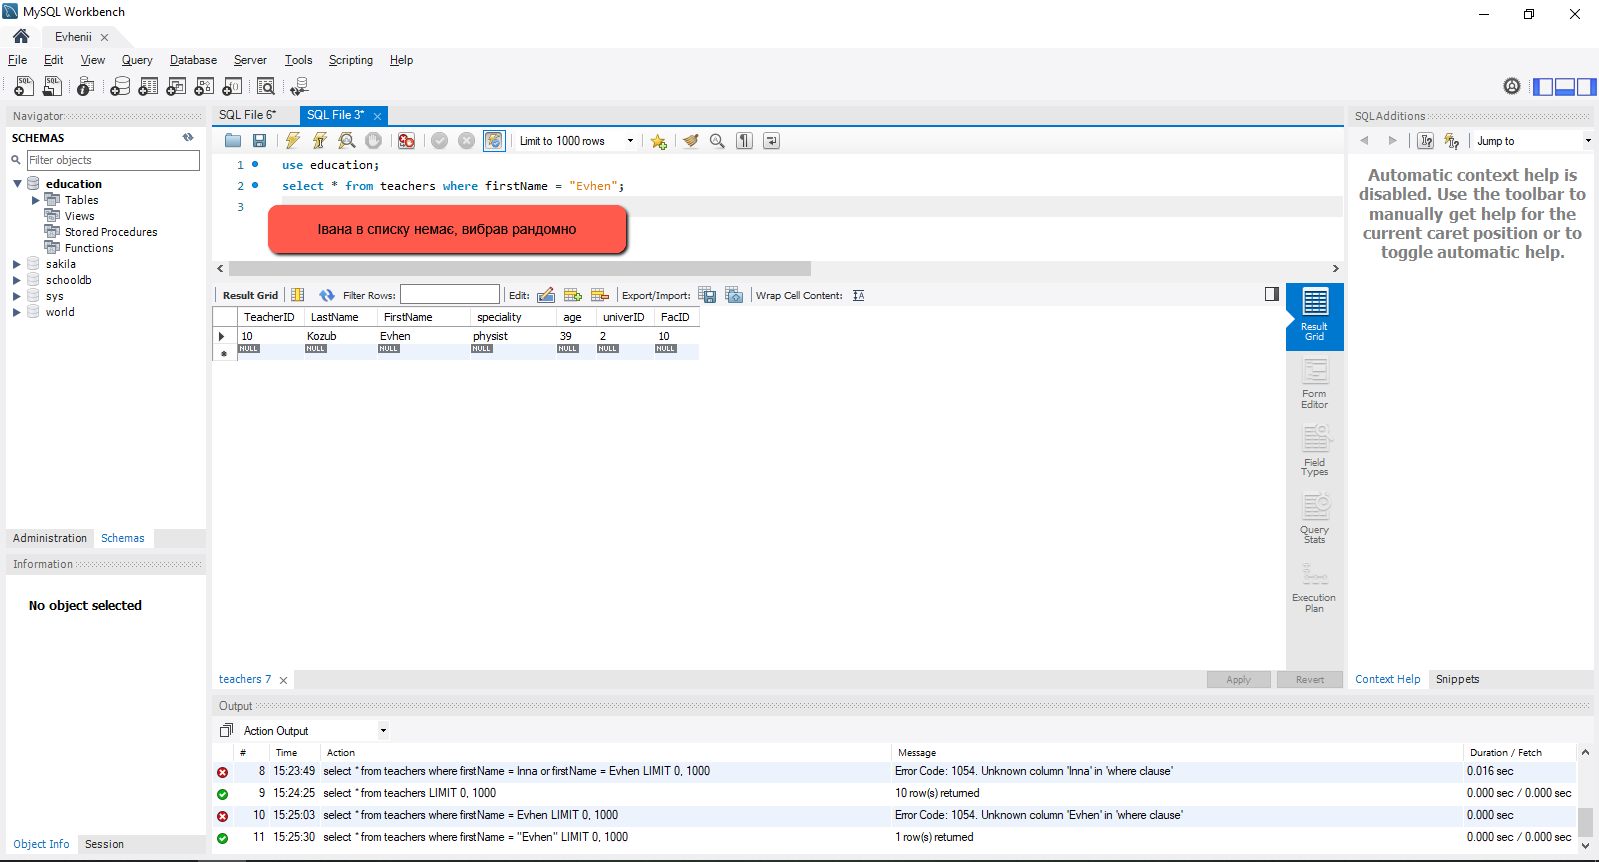 MySQL Workbench
Evhenii
File Edit View Query Database Server Tools Scripting Help
Navigator
SCHEMAS
Filter objects
education
Tables
Views
Stored Procedures
Functions
sakila
schooldb
sys
world
Administration Schemas
Information
No object selected
Object Info Session
SQL File 6* SQL File 3*
Limit to 1000 rows
1 use education;
2 select * from teachers where firstName = "Evhen";
3
Івана в списку немає, вибрав рандомно
Result Grid Filter Rows: Edit: Export/Import: Wrap Cell Content:
TeacherID LastName FirstName speciality age univerID FacID
10 Kozub Evhen physist 39 2 10
NULL NULL NULL NULL NULL NULL NULL
Result Grid
Form Editor
Field Types
Query Stats
Execution Plan
teachers 7
Apply Revert
SQLAdditions
Jump to
Automatic context help is
disabled. Use the toolbar to
manually get help for the
current caret position or to
toggle automatic help.
Context Help Snippets
Output
Action Output
# Time Action Message Duration / Fetch
8 15:23:49 select * from teachers where firstName = Inna or firstName = Evhen LIMIT 0, 1000 Error Code: 1054. Unknown column 'Inna' in 'where clause' 0.016 sec
9 15:24:25 select * from teachers LIMIT 0, 1000 10 row(s) returned 0.000 sec / 0.000 sec
10 15:25:03 select * from teachers where firstName = Evhen LIMIT 0, 1000 Error Code: 1054. Unknown column 'Evhen' in 'where clause' 0.000 sec
11 15:25:30 select * from teachers where firstName = "Evhen" LIMIT 0, 1000 1 row(s) returned 0.000 sec / 0.000 sec